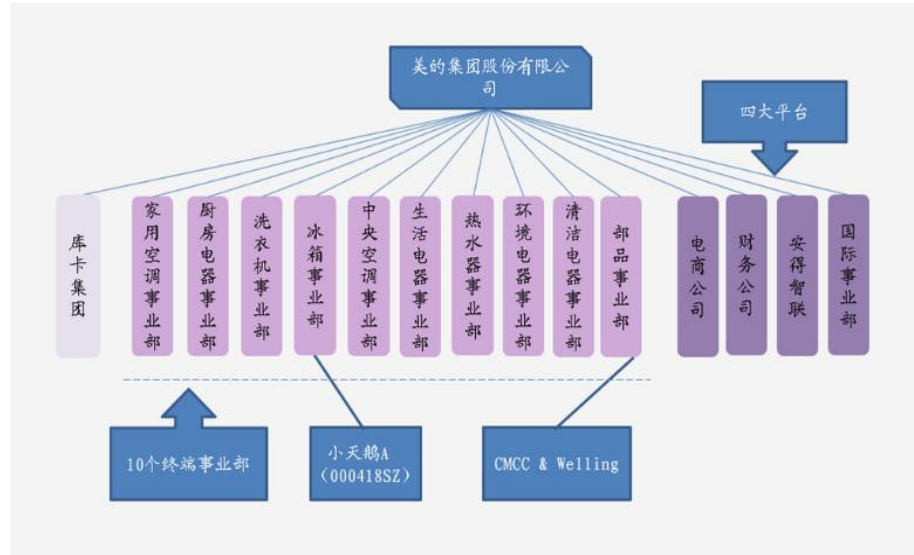 美的集团股份有限公
司
四大平台
库卡集团
家用空调事业部
厨房电器事业部
洗衣机事业部
冰箱事业部
中央空调事业部
生活电器事业部
热水器事业部
环境电器事业部
清洁电器事业部
部品事业部
电商公司
财务公司
安得智联
国际事业部
10个终端事业部
小天鹅A
（000418SZ）
CMCC & Welling